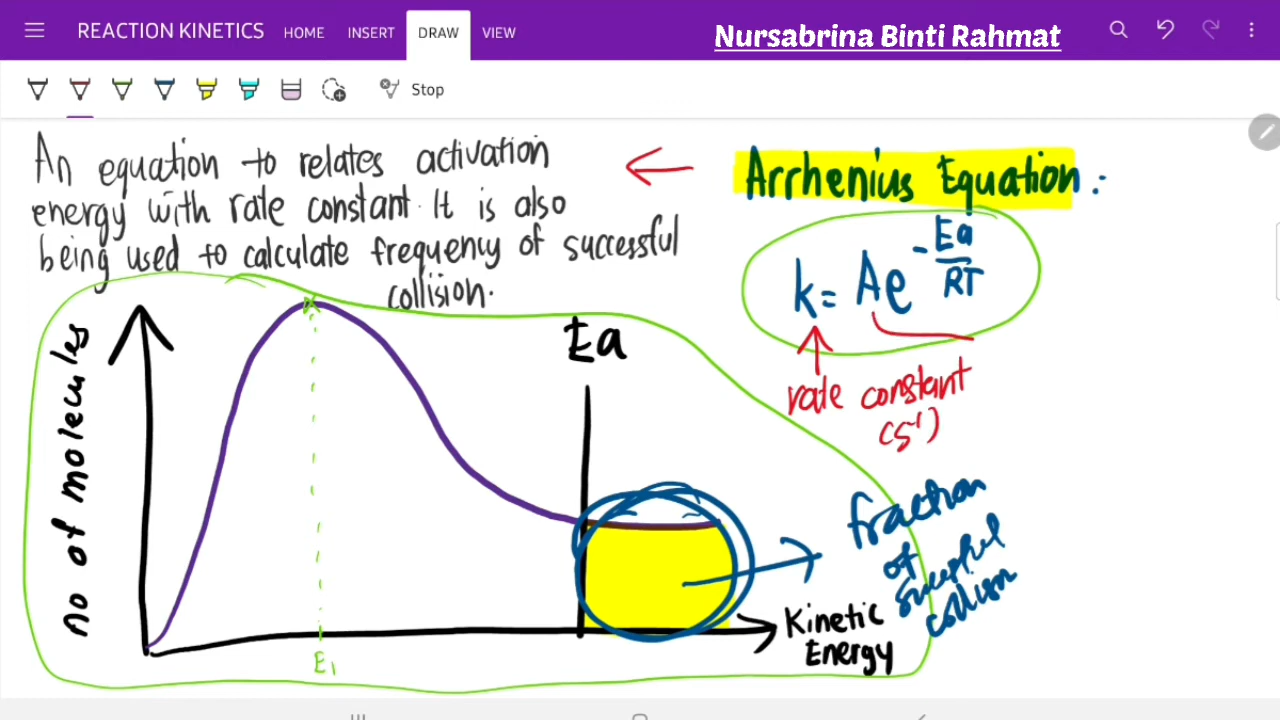 REACTION KINETICS HOME INSERT DRAW VIEW
Nursabrina Binti Rahmat
Stop
An equation to relates activation
energy with rate constant. It is also
being used to calculate frequency of successful
collision.
Arrhenius Equation :
k = Ae -Ea/RT
rate constant
(s-1)
no of molecules
Ea
fraction
of
successful
collision
Kinetic
Energy
E1